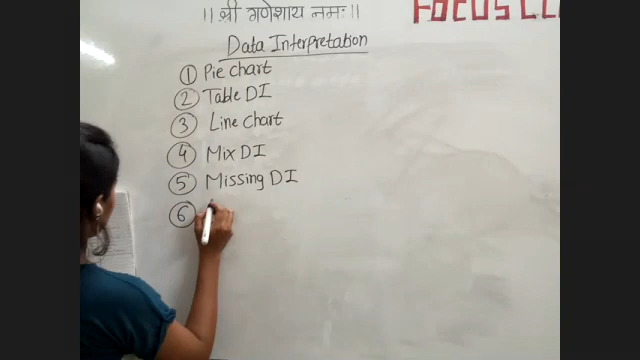 ।। श्री गणेशाय नमः ।।
FOCUS
Data Interpretation
① Pie chart
② Table DI
③ Line chart
④ Mix DI
⑤ Missing DI
⑥